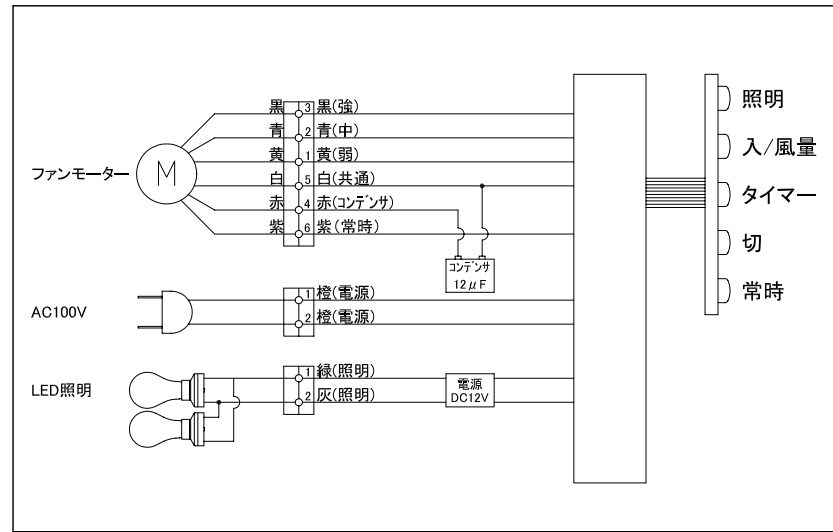 黒 3 黒(強)
青 2 青(中)
黄 1 黄(弱)
白 5 白(共通)
赤 4 赤(コンデンサ)
紫 6 紫(常時)
ファンモーター
M
コンデンサ
12μF
AC100V
1 橙(電源)
2 橙(電源)
LED照明
1 緑(照明)
2 灰(照明)
電源
DC12V
照明
入/風量
タイマー
切
常時